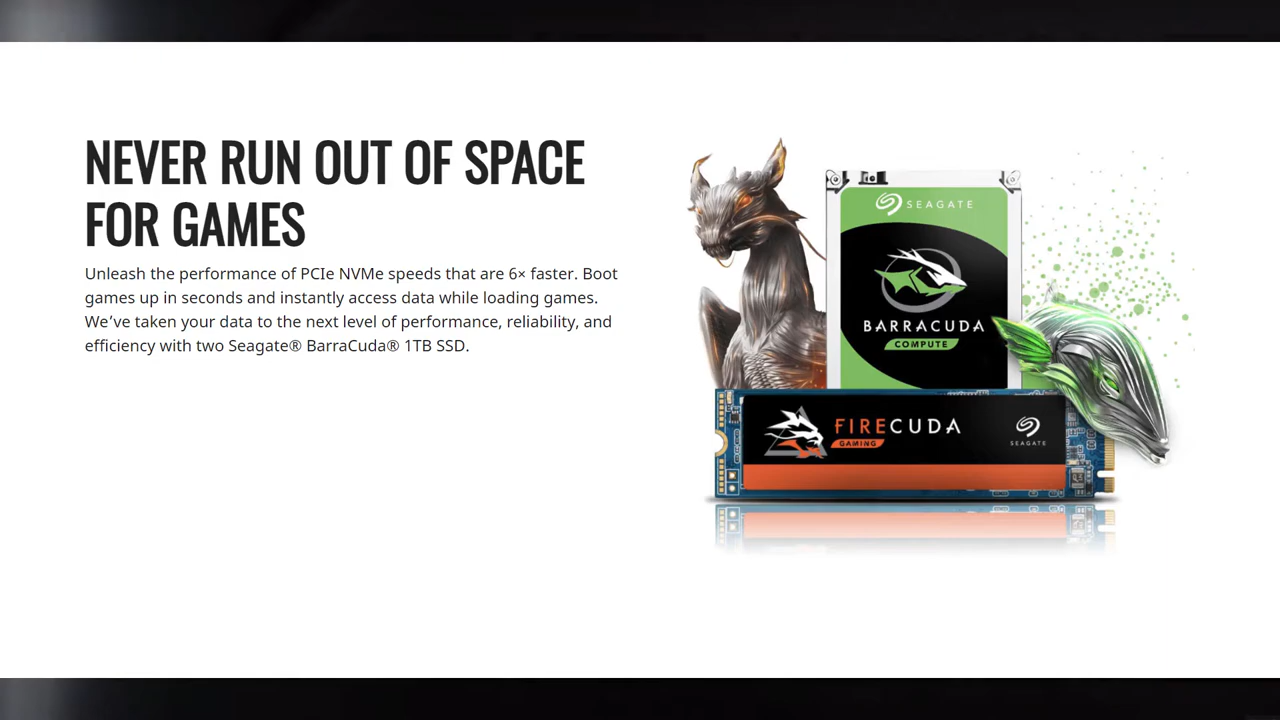 NEVER RUN OUT OF SPACE
FOR GAMES
Unleash the performance of PCIe NVMe speeds that are 6× faster. Boot
games up in seconds and instantly access data while loading games.
We’ve taken your data to the next level of performance, reliability, and
efficiency with two Seagate® BarraCuda® 1TB SSD.
SEAGATE
BARRACUDA
COMPUTE
FIRECUDA
GAMING
SEAGATE